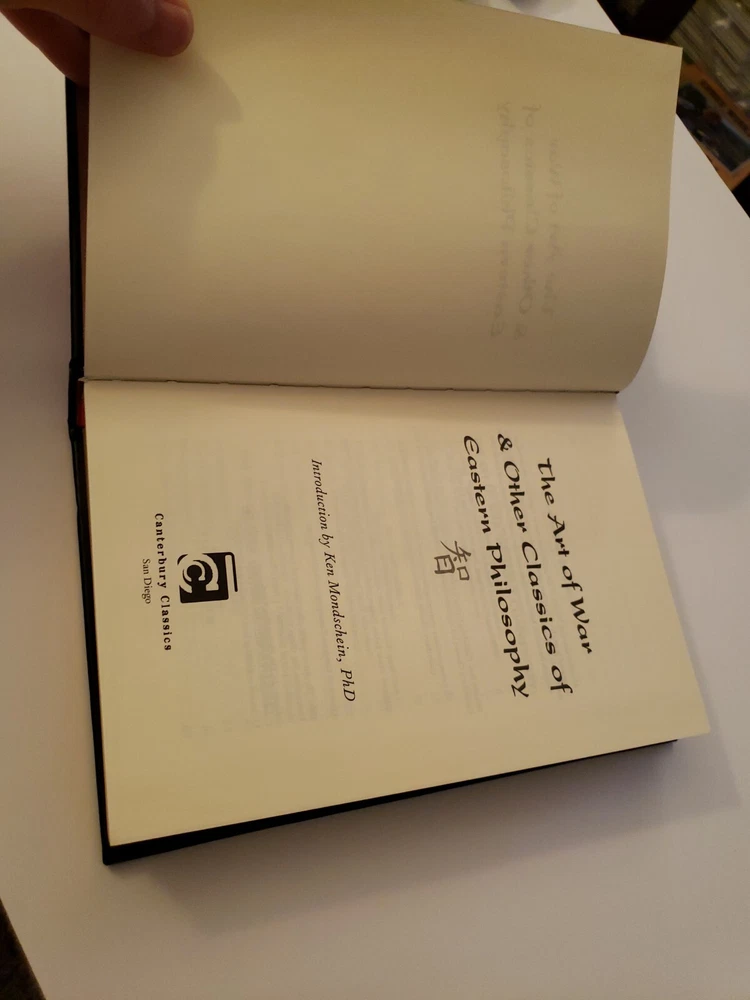 The Art of War
& Other Classics of
Eastern Philosophy
智
Introduction by Ken Mondschein, PhD
CC
Canterbury Classics
San Diego